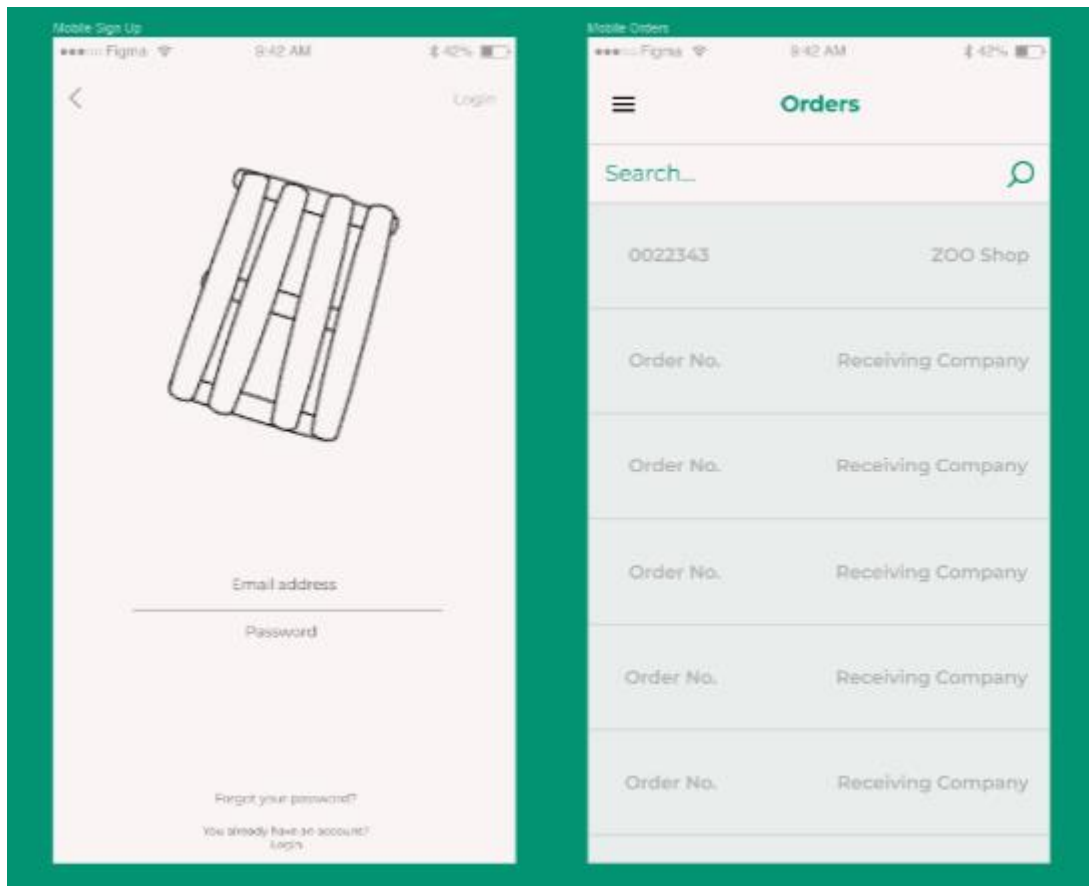 Mobile Sign Up
Figma 9:42 AM 42%
Login
Email address
Password
Forgot your password?
You already have an account?
Login
Mobile Orders
Figma 9:42 AM 42%
Orders
Search...
0022343 ZOO Shop
Order No. Receiving Company
Order No. Receiving Company
Order No. Receiving Company
Order No. Receiving Company
Order No. Receiving Company